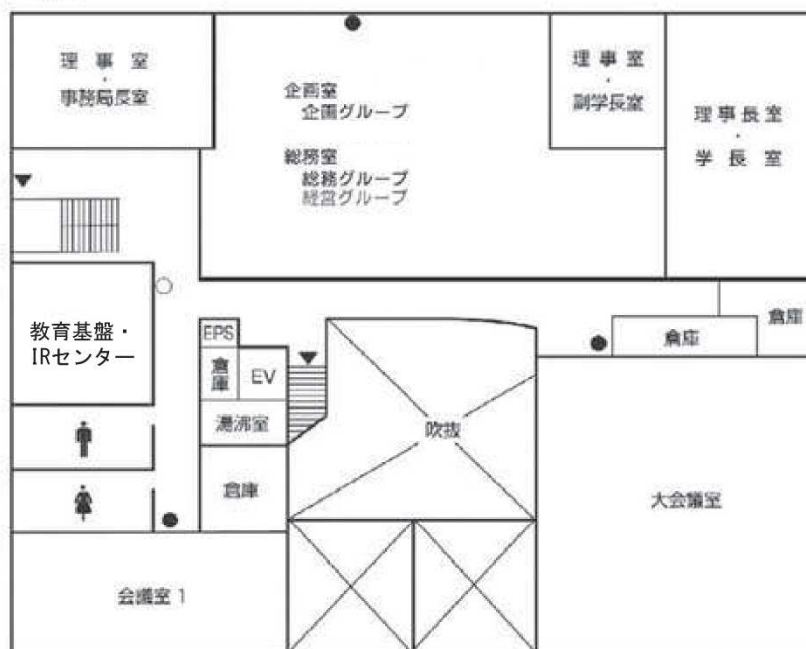 理事室
・
事務局長室
企画室
企画グループ
総務室
総務グループ
経営グループ
理事室
・
副学長室
理事長室
・
学長室
教育基盤・
IRセンター
EPS
倉庫
EV
湯沸室
倉庫
吹抜
倉庫
倉庫
大会議室
会議室1